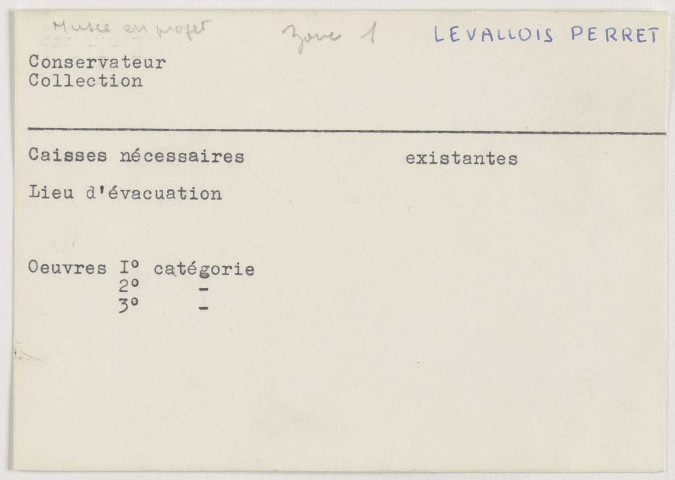 Musée en projet Zone 1 LEVALLOIS PERRET
Conservateur
Collection
Caisses nécessaires existantes
Lieu d'évacuation
Oeuvres I° catégorie
2° -
3° -